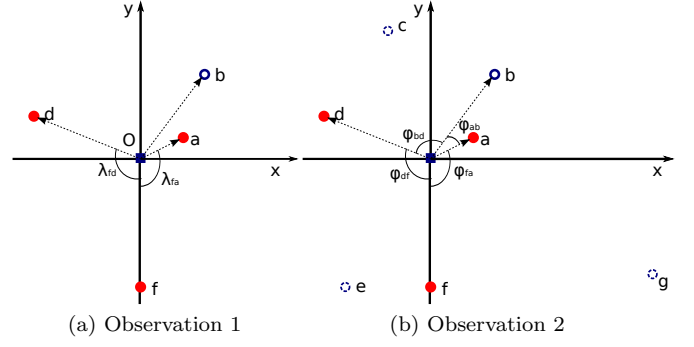 y
b
d
O
a
x
λfd
λfa
f
(a) Observation 1
y
c
b
d
φbd
φab
a
x
φdf
φfa
e
f
g
(b) Observation 2